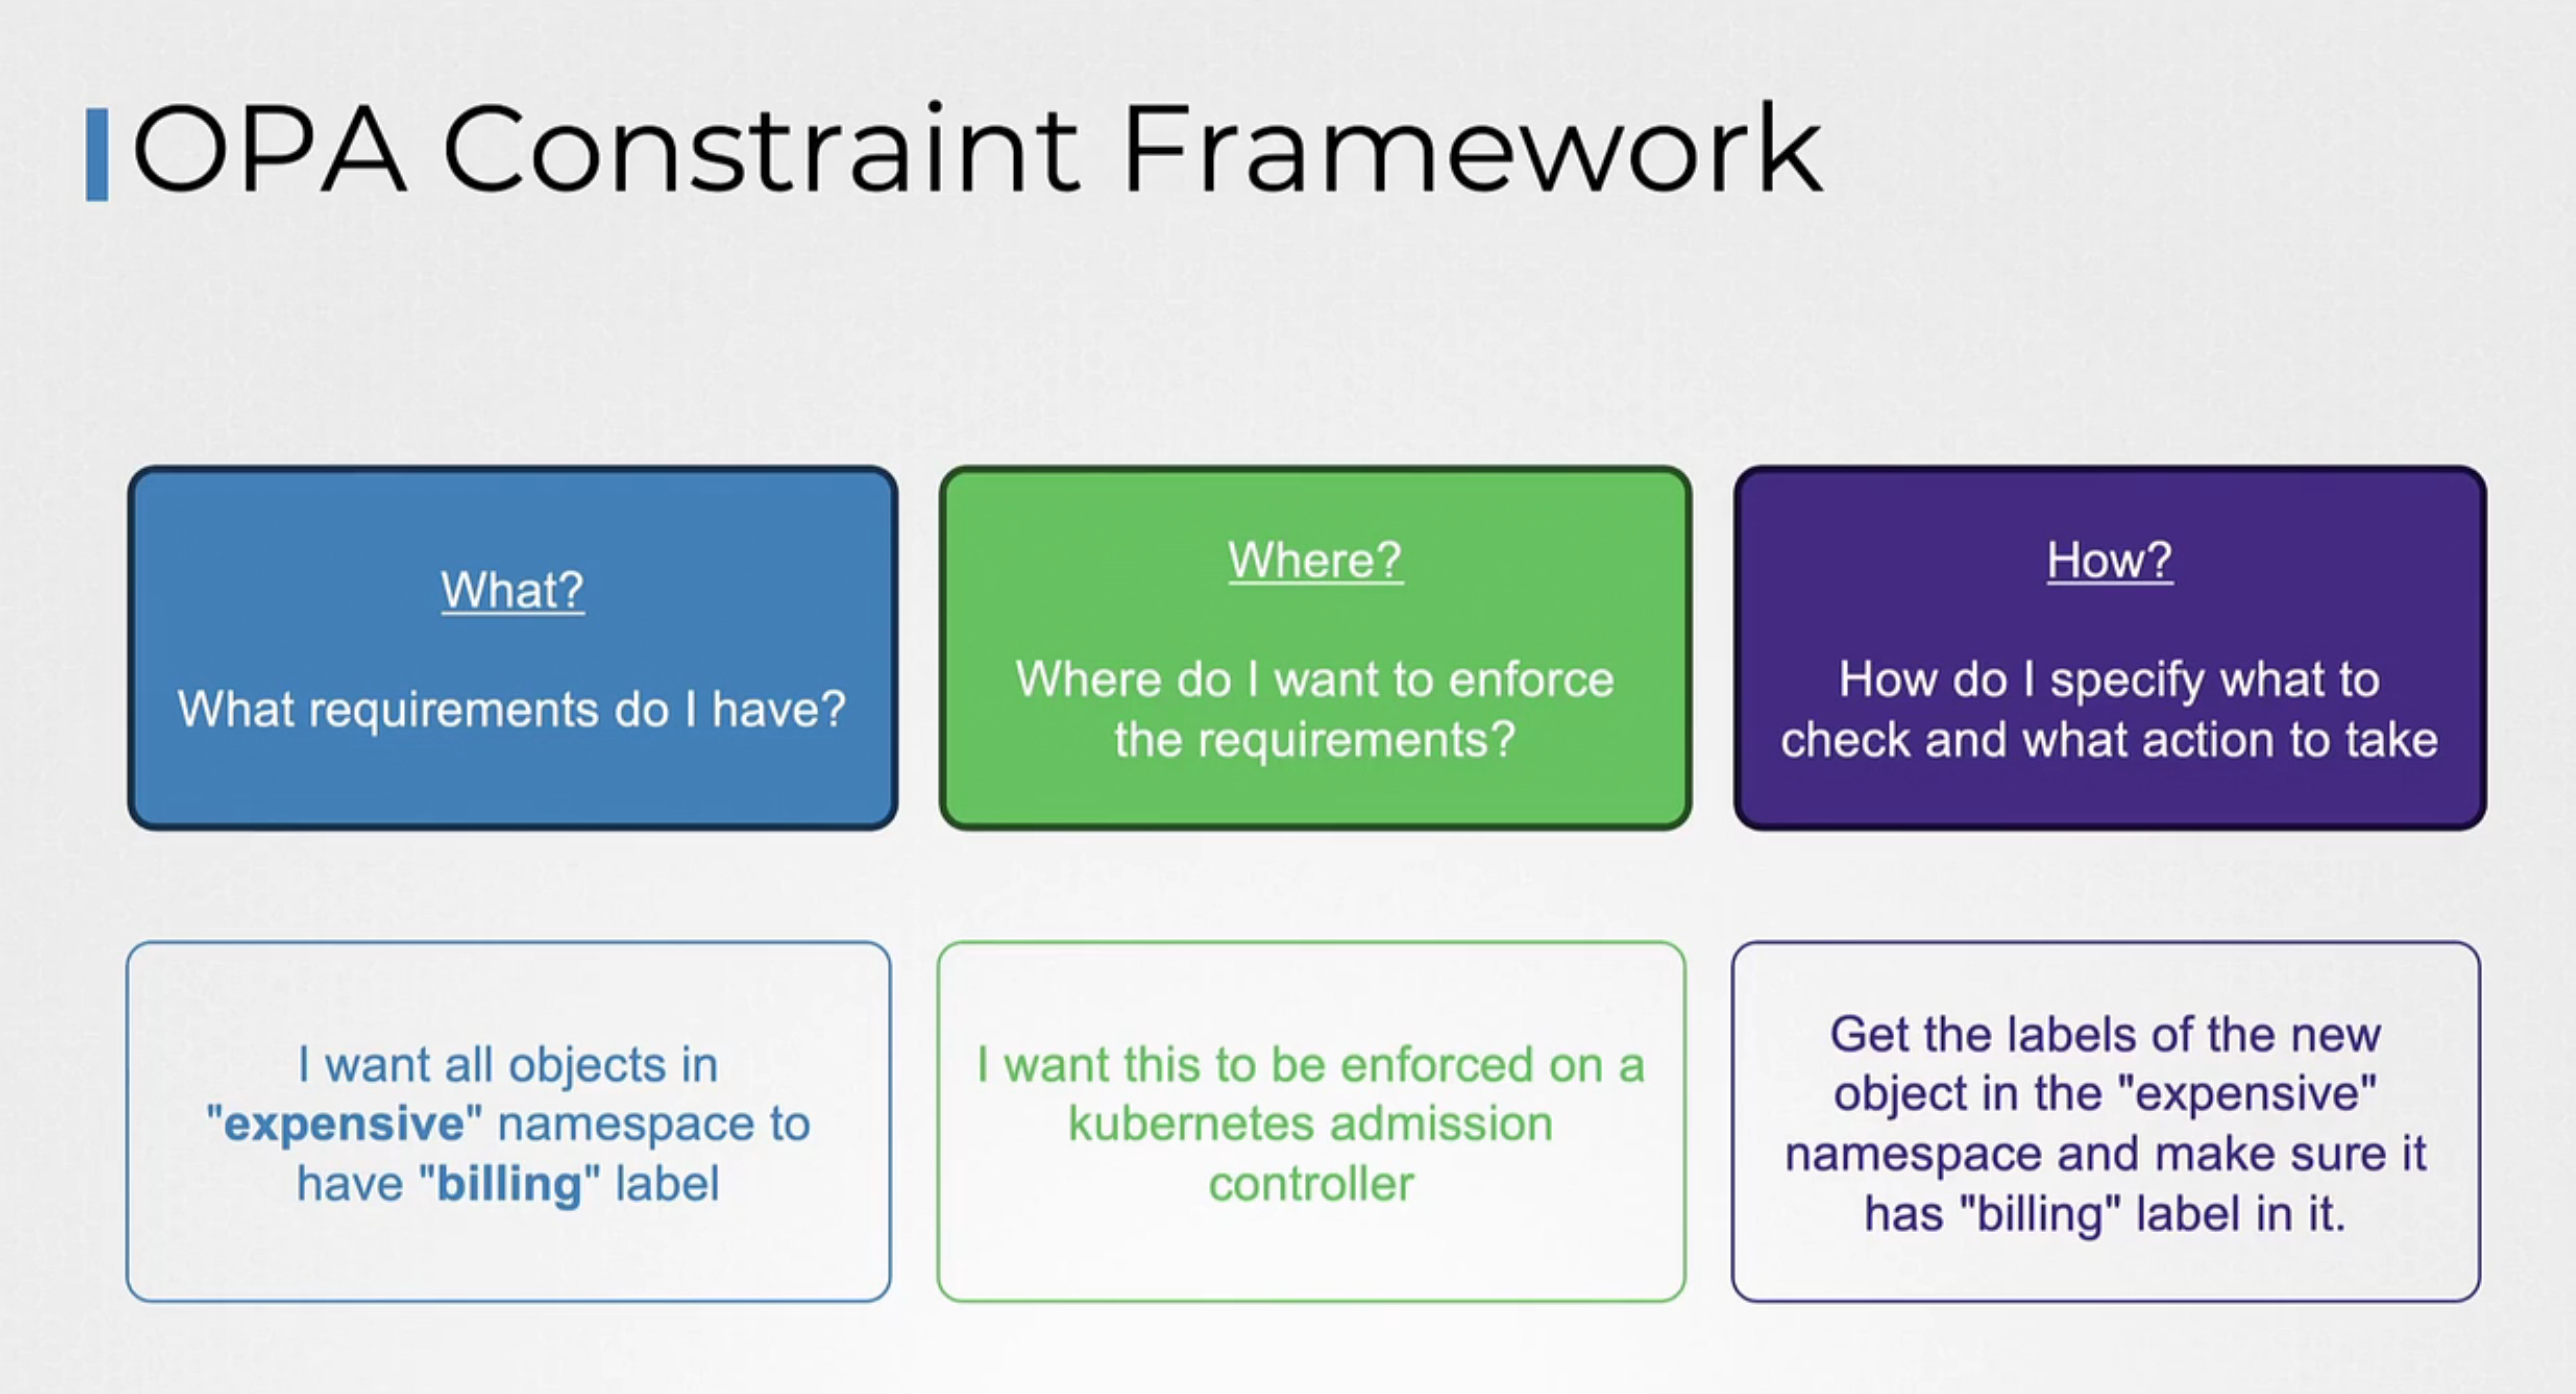 OPA Constraint Framework
What?
What requirements do I have?
Where?
Where do I want to enforce
the requirements?
How?
How do I specify what to
check and what action to take
I want all objects in
"expensive" namespace to
have "billing" label
I want this to be enforced on a
kubernetes admission
controller
Get the labels of the new
object in the "expensive"
namespace and make sure it
has "billing" label in it.